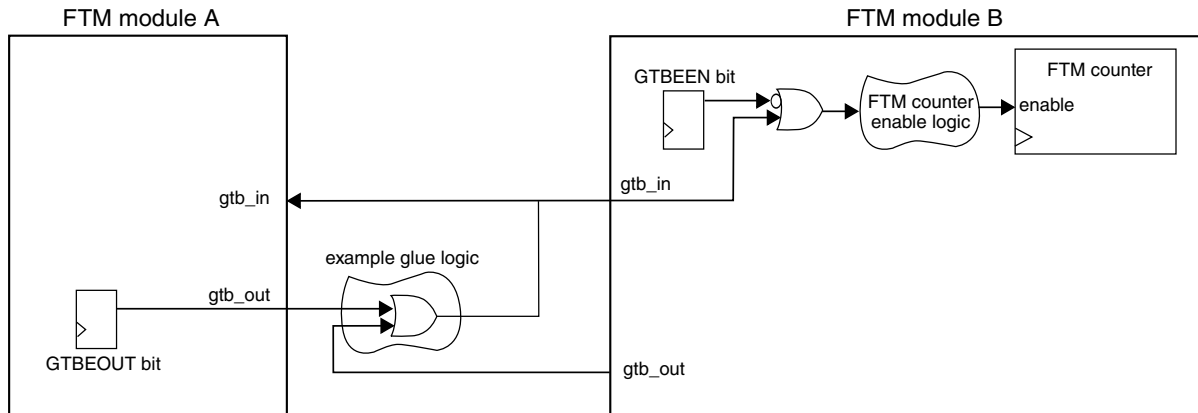 FTM module A
FTM module B
GTBEEN bit
FTM counter
enable
FTM counter
enable logic
gtb_in
gtb_in
example glue logic
gtb_out
GTBEOUT bit
gtb_out